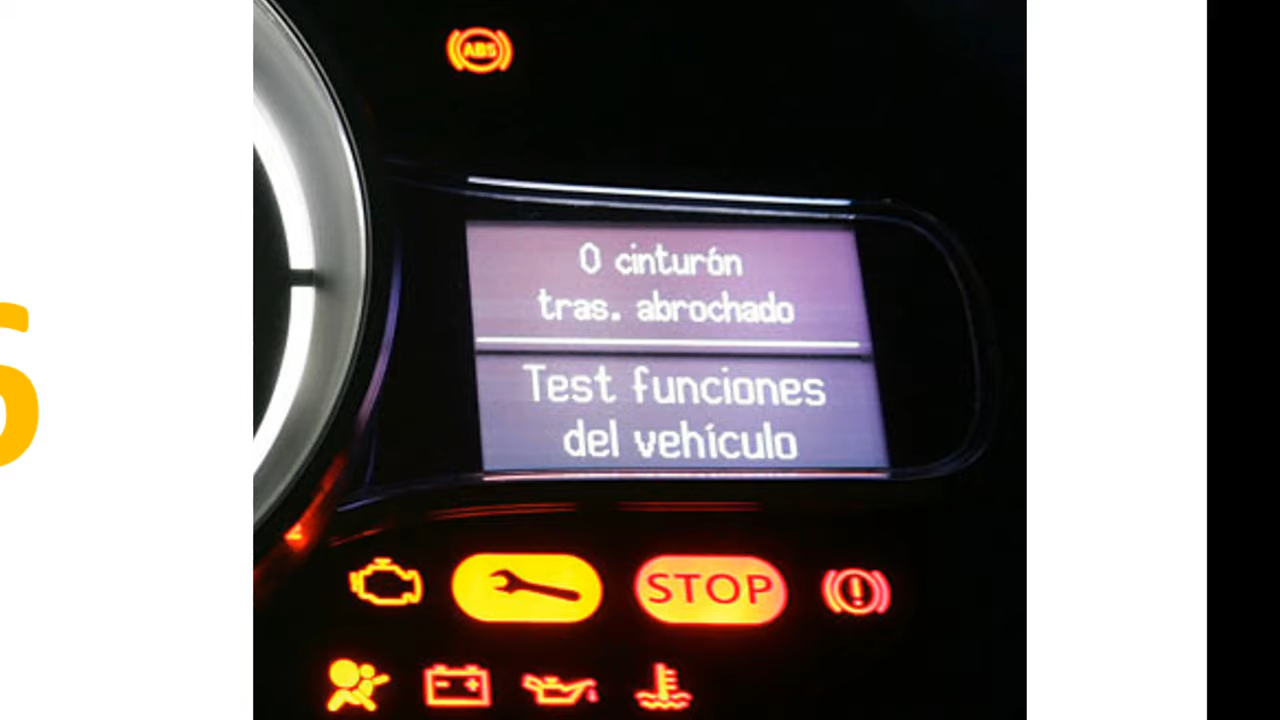 ABS
0 cinturón
tras. abrochado
Test funciones
del vehículo
STOP